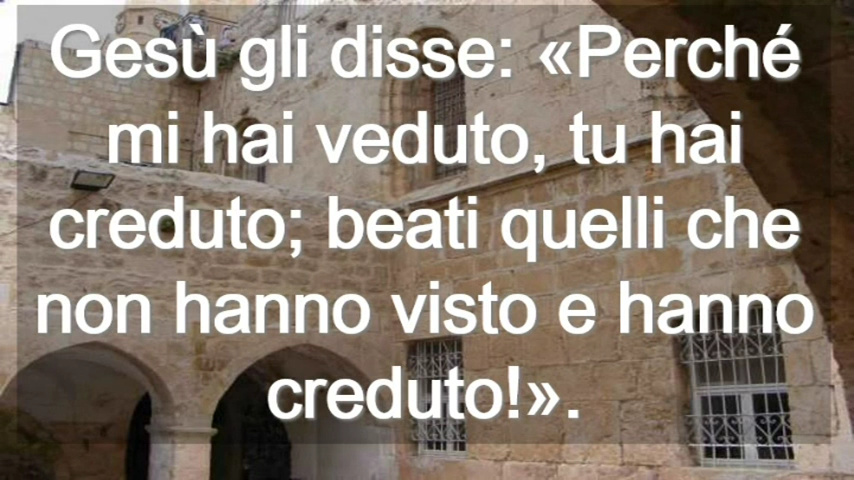 Gesù gli disse: «Perché
mi hai veduto, tu hai
creduto; beati quelli che
non hanno visto e hanno
creduto!».